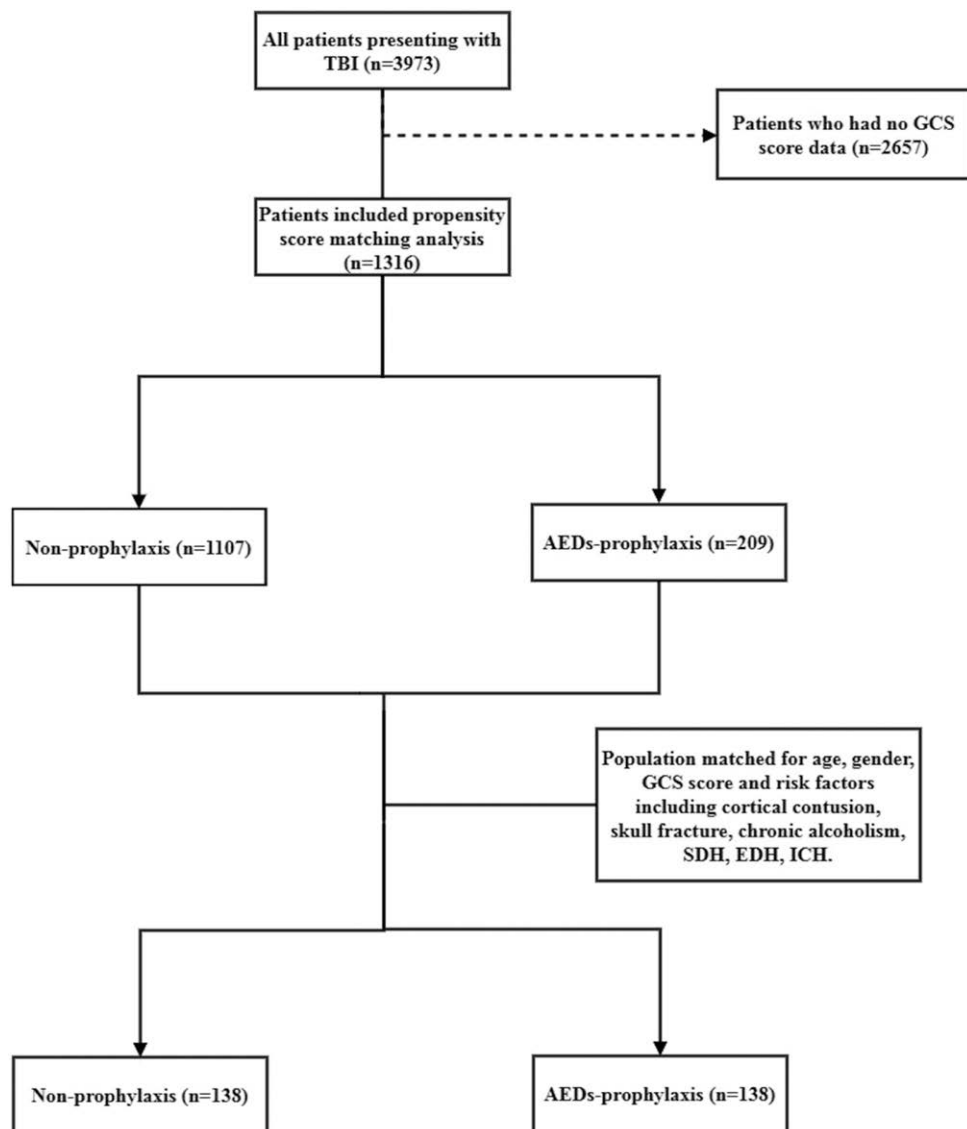 All patients presenting with
TBI (n=3973)
Patients who had no GCS
score data (n=2657)
Patients included propensity
score matching analysis
(n=1316)
Non-prophylaxis (n=1107)
AEDs-prophylaxis (n=209)
Population matched for age, gender,
GCS score and risk factors
including cortical contusion,
skull fracture, chronic alcoholism,
SDH, EDH, ICH.
Non-prophylaxis (n=138)
AEDs-prophylaxis (n=138)